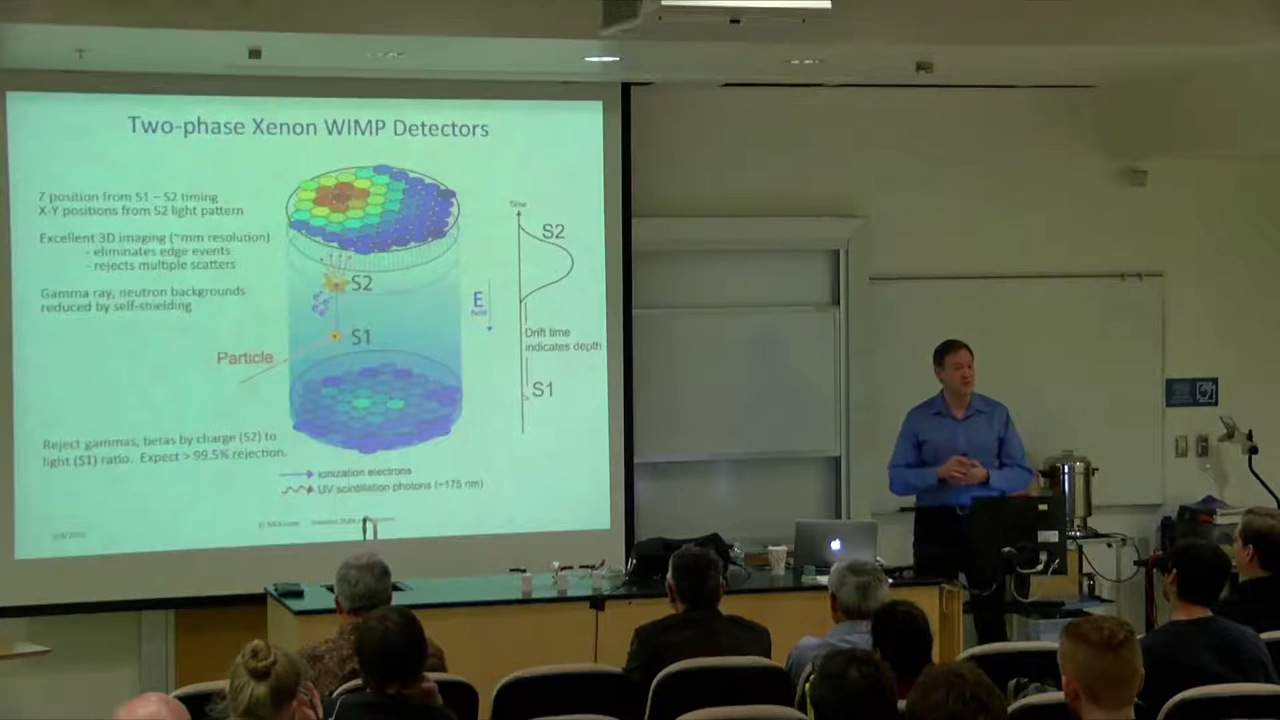 Two-phase Xenon WIMP Detectors
Z position from S1 – S2 timing
X-Y positions from S2 light pattern
Excellent 3D imaging (~mm resolution)
- eliminates edge events
- rejects multiple scatters
Gamma ray, neutron backgrounds
reduced by self-shielding
Reject gammas, betas by charge (S2) to
light (S1) ratio. Expect > 99.5% rejection.
S2
S1
Particle
E
field
Time
S2
Drift time
indicates depth
S1
ionization electrons
UV scintillation photons (~175 nm)